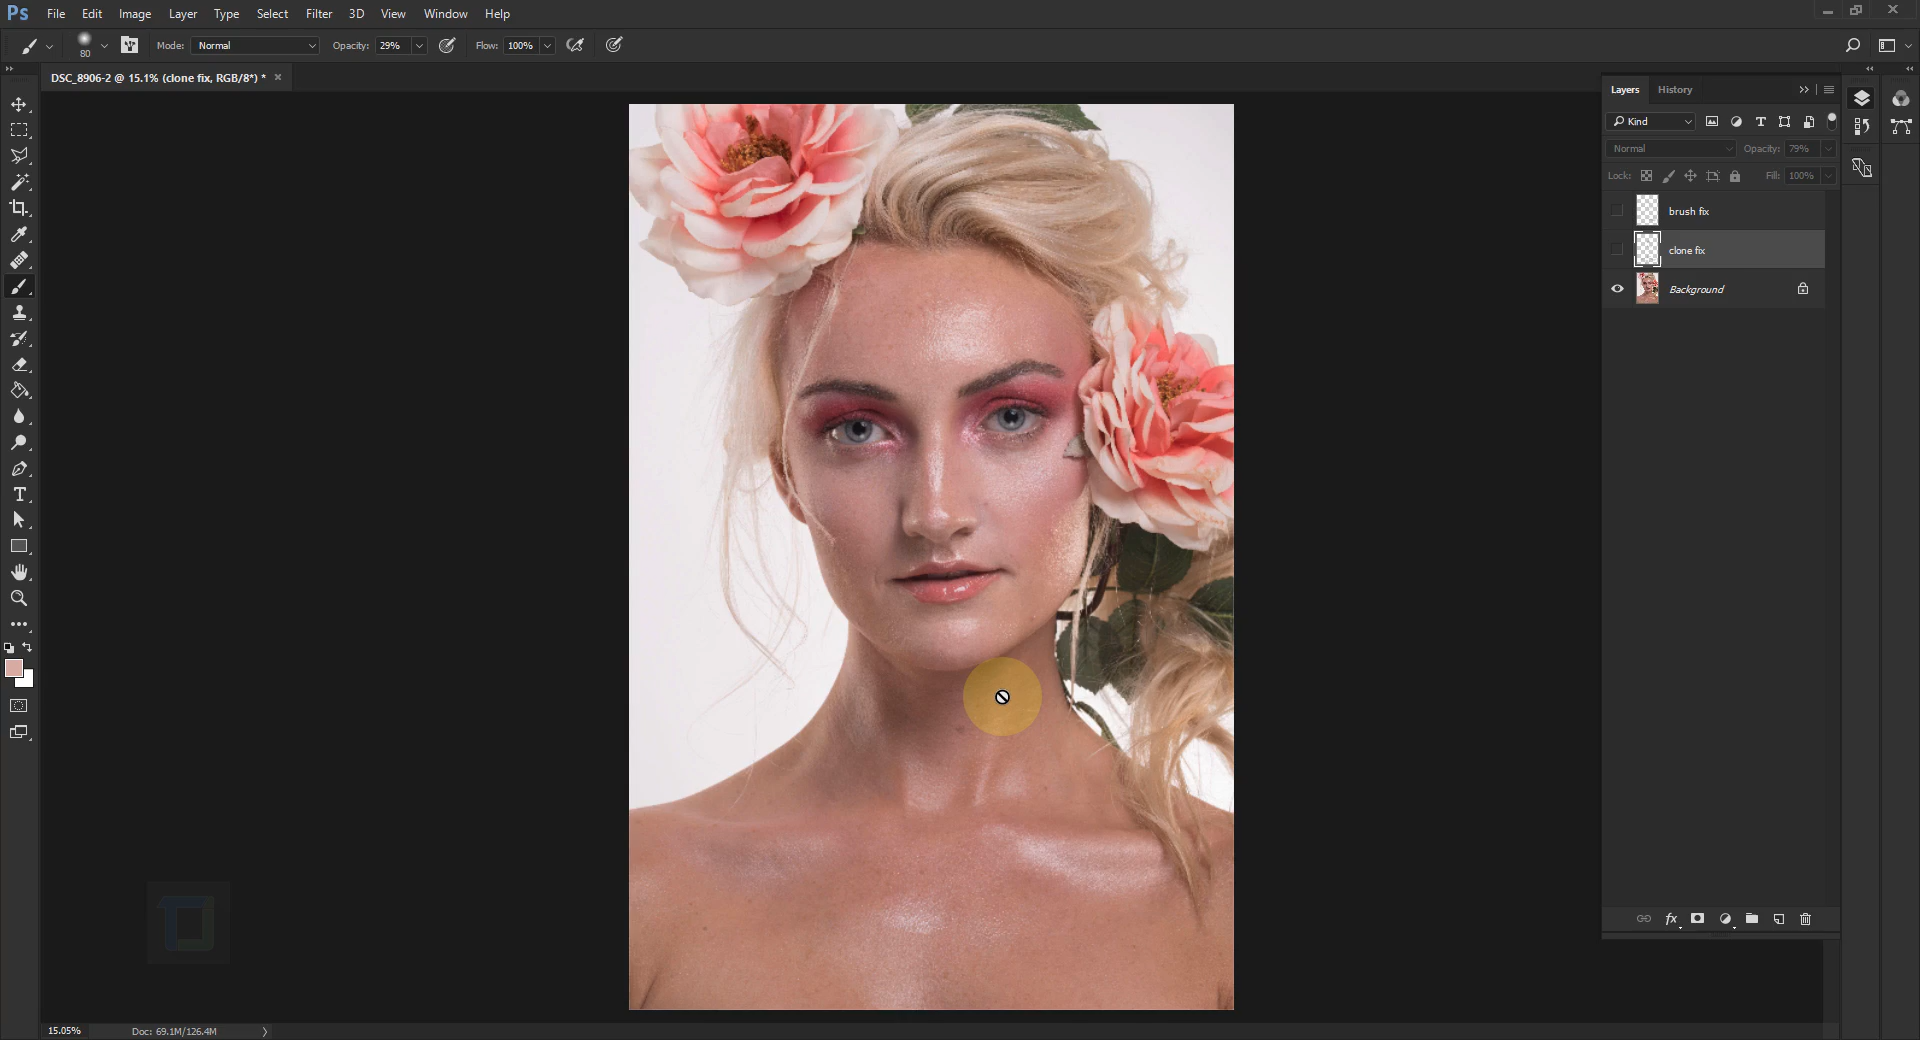 Ps File Edit Image Layer Type Select Filter 3D View Window Help
80 Mode: Normal Opacity: 29% Flow: 100%
DSC_8906-2 @ 15.1% (clone fix, RGB/8*) * ×
Layers History
Kind
Normal Opacity: 79%
Lock: Fill: 100%
brush fix
clone fix
Background
fx
15.05% Doc: 69.1M/126.4M